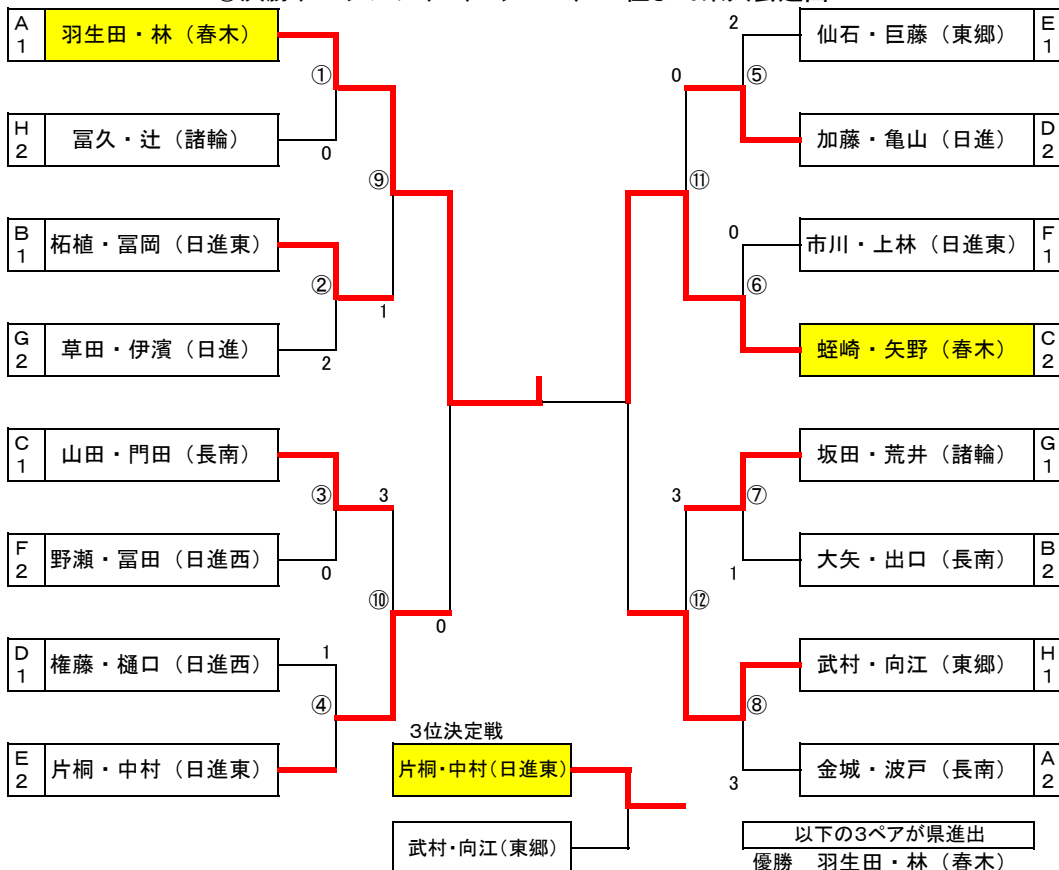 A 1 羽生田・林（春木）
①
H 2 冨久・辻（諸輪）
0
⑨
B 1 柘植・冨岡（日進東）
②
1
G 2 草田・伊濱（日進）
2
C 1 山田・門田（長南）
③
3
F 2 野瀬・冨田（日進西）
0
⑩
0
D 1 権藤・樋口（日進西）
1
④
E 2 片桐・中村（日進東）
2
仙石・巨藤（東郷） E 1
0
⑤
加藤・亀山（日進） D 2
⑪
0
市川・上林（日進東） F 1
⑥
蛭崎・矢野（春木） C 2
坂田・荒井（諸輪） G 1
3
⑦
大矢・出口（長南） B 2
1
⑫
武村・向江（東郷） H 1
⑧
金城・波戸（長南） A 2
3
3位決定戦
片桐・中村(日進東)
武村・向江(東郷)
以下の3ペアが県進出
優勝 羽生田・林（春木）